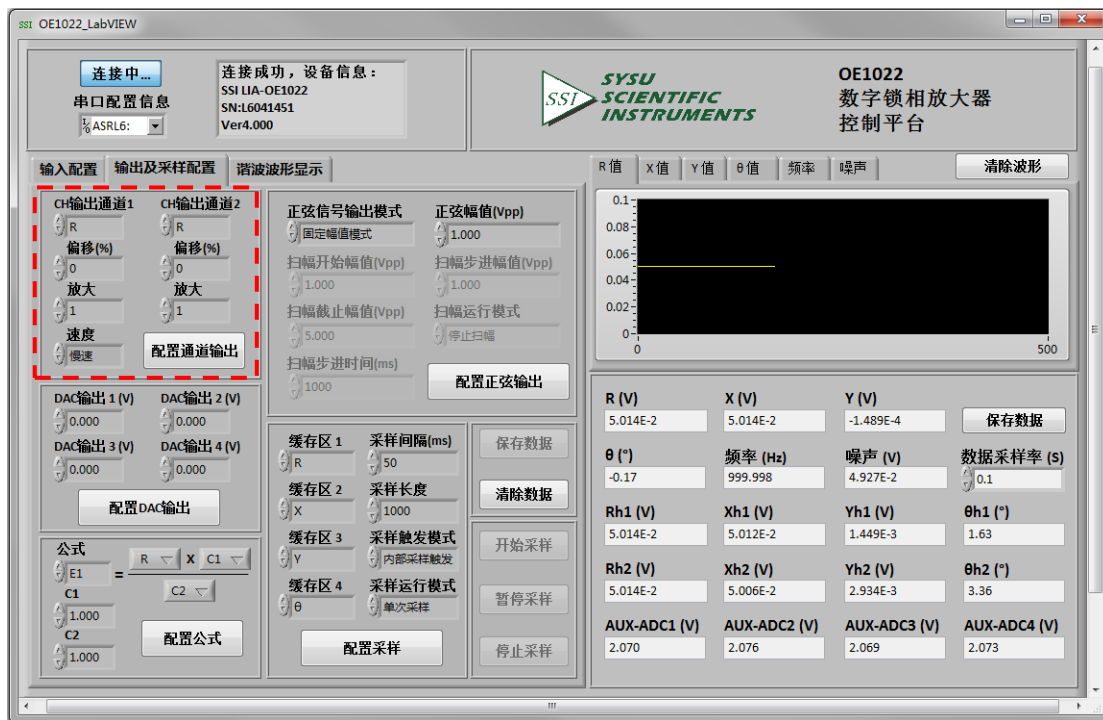 SSI OE1022_LabVIEW
连接中...
串口配置信息
ASRL6:
连接成功，设备信息：
SSI LIA-OE1022
SN:L6041451
Ver4.000
SSI
SYSU
SCIENTIFIC
INSTRUMENTS
OE1022
数字锁相放大器
控制平台
输入配置 输出及采样配置 谐波波形显示
CH输出通道1 CH输出通道2
R R
偏移(%) 偏移(%)
0 0
放大 放大
1 1
速度
慢速 配置通道输出
DAC输出 1 (V) DAC输出 2 (V)
0.000 0.000
DAC输出 3 (V) DAC输出 4 (V)
0.000 0.000
配置DAC输出
公式
E1 = R X C1
C2
C1
1.000
C2
1.000
配置公式
正弦信号输出模式 正弦幅值(Vpp)
固定幅值模式 1.000
扫幅开始幅值(Vpp) 扫幅步进幅值(Vpp)
1.000 1.000
扫幅截止幅值(Vpp) 扫幅运行模式
5.000 停止扫幅
扫幅步进时间(ms)
1000 配置正弦输出
缓存区 1 采样间隔(ms)
R 50
缓存区 2 采样长度
X 1000
缓存区 3 采样触发模式
Y 内部采样触发
缓存区 4 采样运行模式
θ 单次采样
配置采样
保存数据
清除数据
开始采样
暂停采样
停止采样
R 值 X 值 Y 值 θ 值 频率 噪声 清除波形
0.1
0.08
0.06
0.04
0.02
0
0 500
R (V) X (V) Y (V)
5.014E-2 5.014E-2 -1.489E-4 保存数据
θ (°) 频率 (Hz) 噪声 (V) 数据采样率 (S)
-0.17 999.998 4.927E-2 0.1
Rh1 (V) Xh1 (V) Yh1 (V) θh1 (°)
5.014E-2 5.012E-2 1.449E-3 1.63
Rh2 (V) Xh2 (V) Yh2 (V) θh2 (°)
5.014E-2 5.006E-2 2.934E-3 3.36
AUX-ADC1 (V) AUX-ADC2 (V) AUX-ADC3 (V) AUX-ADC4 (V)
2.070 2.076 2.069 2.073